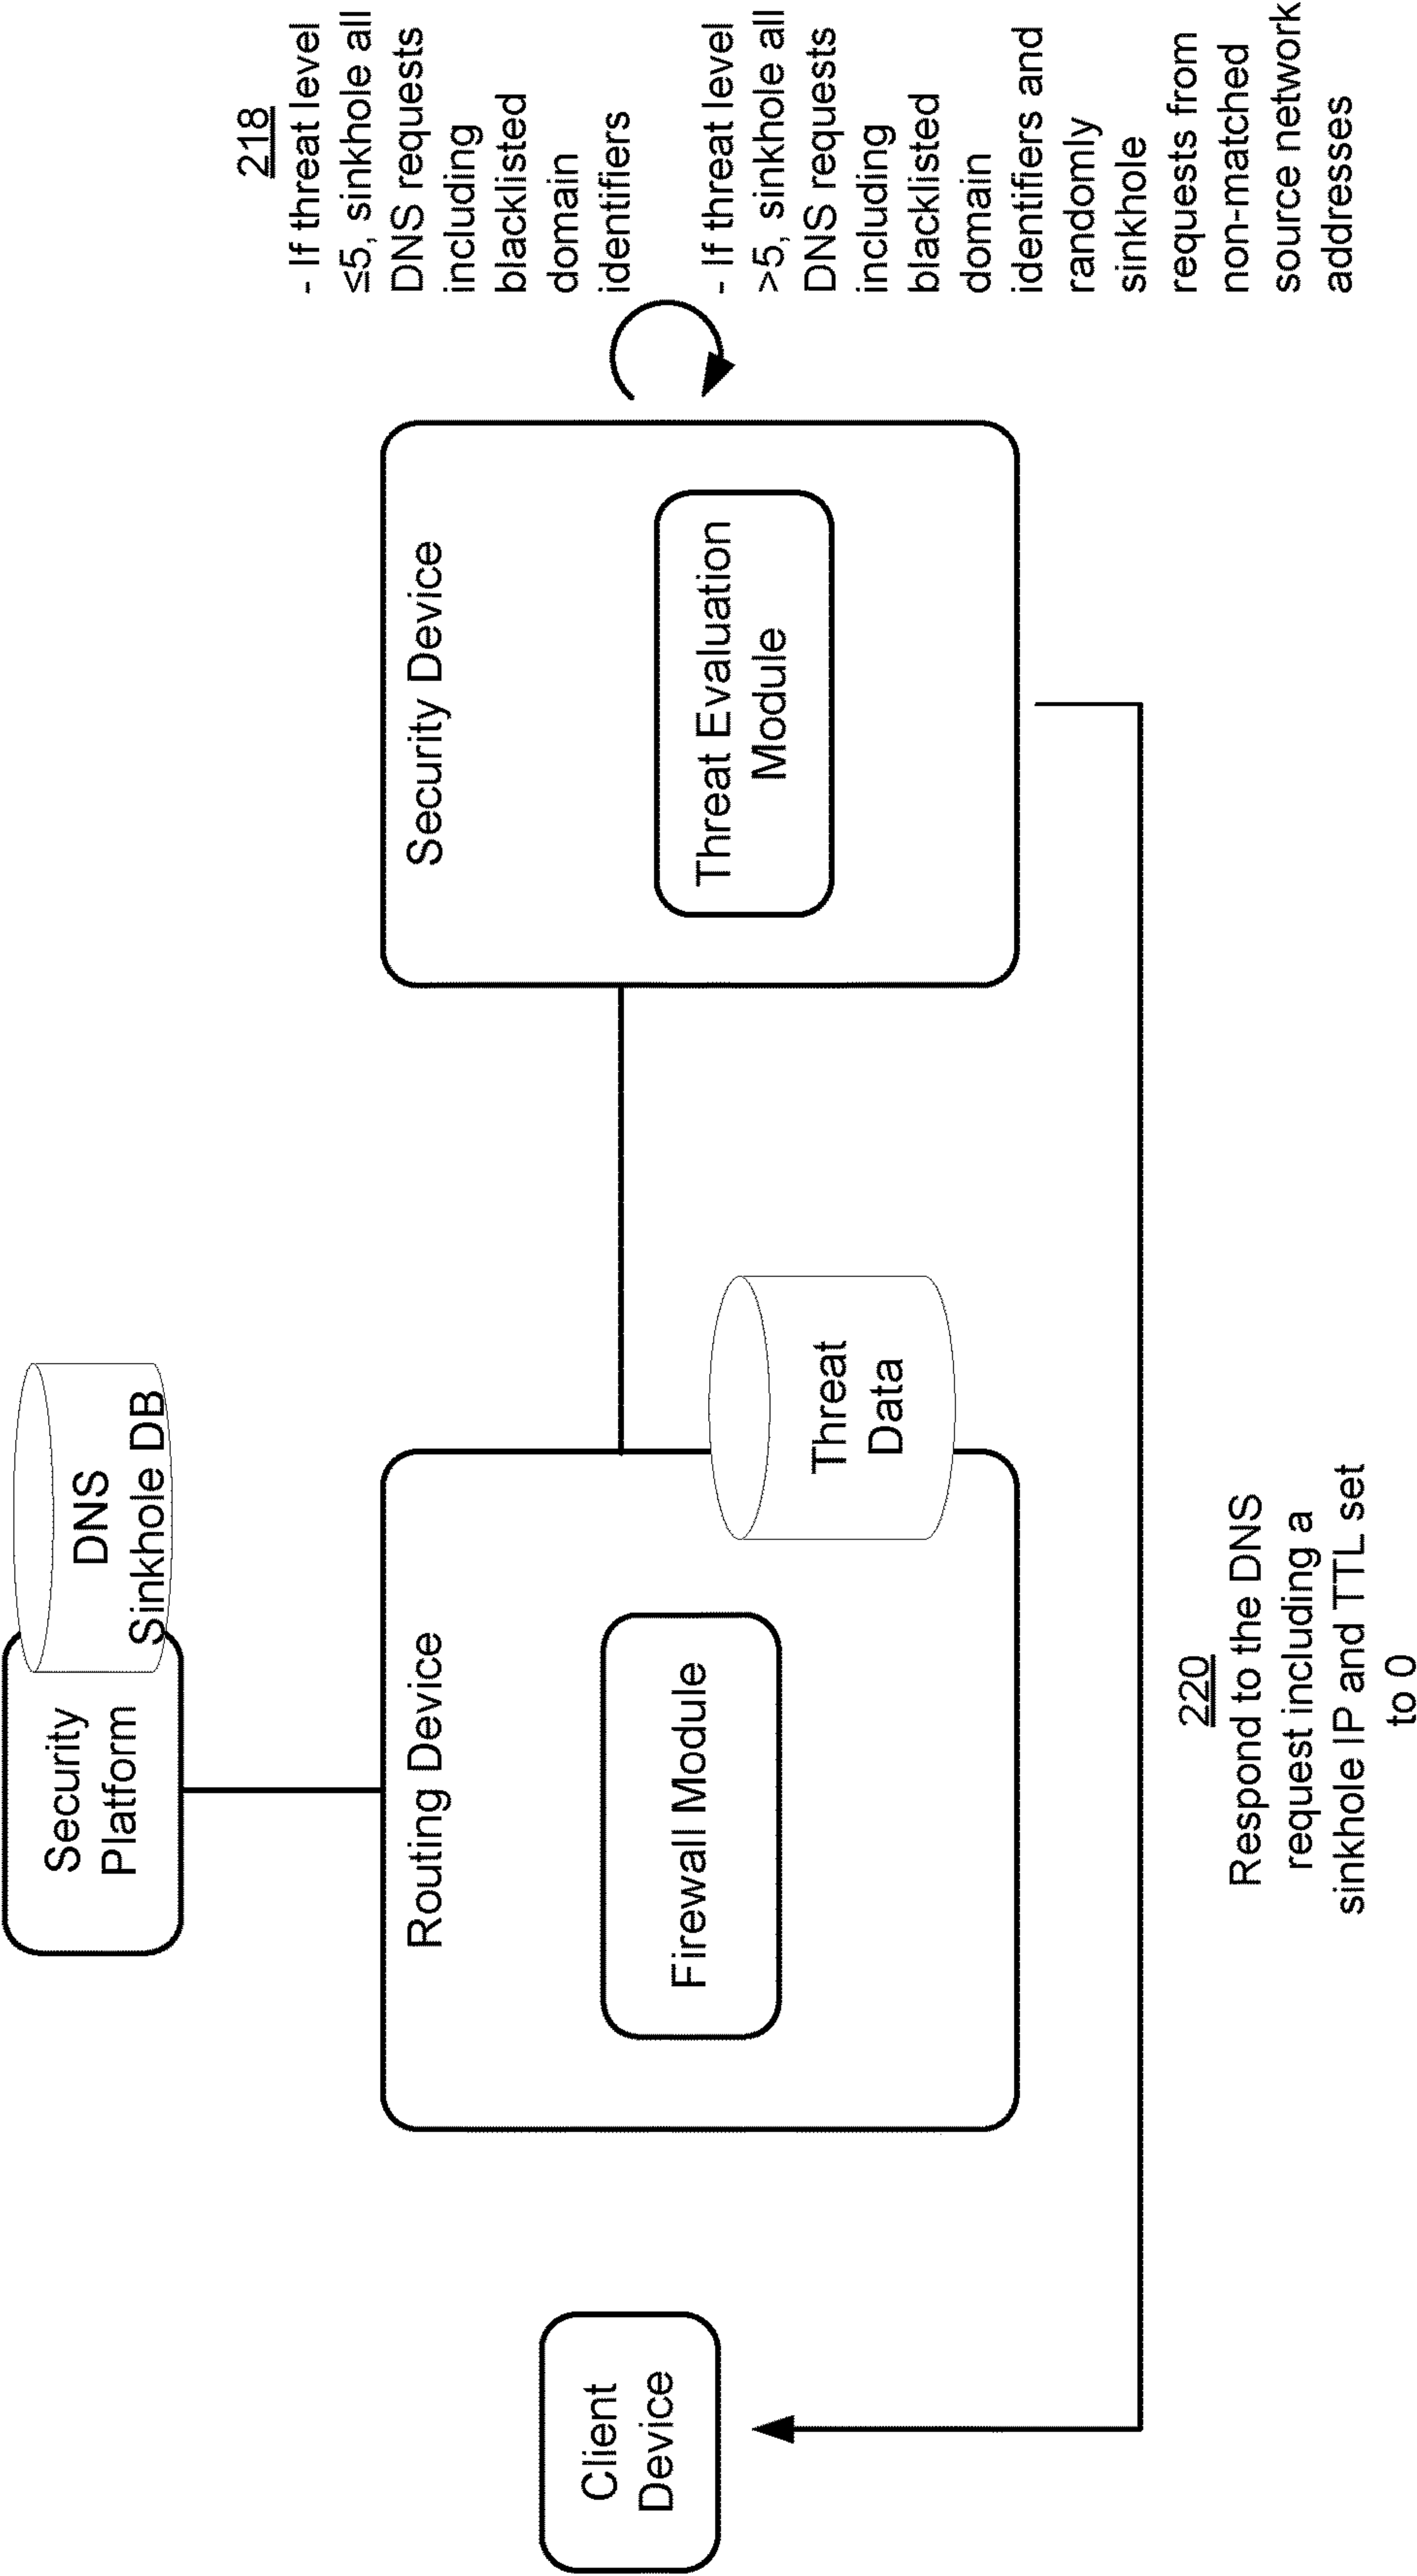 Security
Platform
DNS
Sinkhole DB
Routing Device
Firewall Module
Threat
Data
Client
Device
Security Device
Threat Evaluation
Module
218
- If threat level
≤5, sinkhole all
DNS requests
including
blacklisted
domain
identifiers
- If threat level
>5, sinkhole all
DNS requests
including
blacklisted
domain
identifiers and
randomly
sinkhole
requests from
non-matched
source network
addresses
220
Respond to the DNS
request including a
sinkhole IP and TTL set
to 0